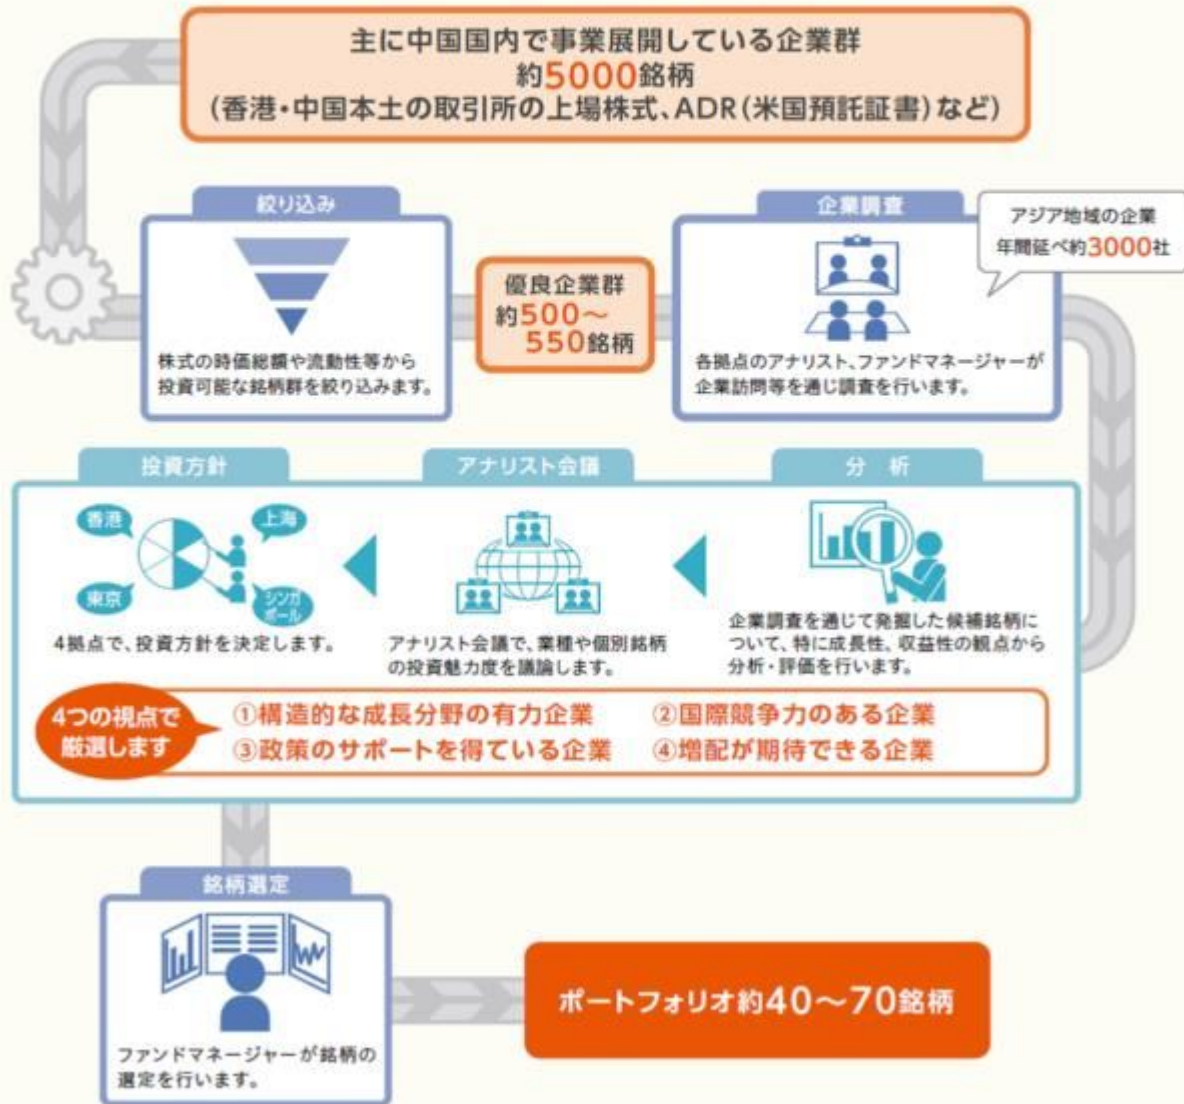 主に中国国内で事業展開している企業群
約5000銘柄
(香港・中国本土の取引所の上場株式、ADR(米国預託証書)など)
絞り込み
株式の時価総額や流動性等から
投資可能な銘柄群を絞り込みます。
優良企業群
約500〜
550銘柄
企業調査
アジア地域の企業
年間延べ約3000社
各拠点のアナリスト、ファンドマネージャーが
企業訪問等を通じ調査を行います。
分 析
企業調査を通じて発掘した候補銘柄に
ついて、特に成長性、収益性の観点から
分析・評価を行います。
アナリスト会議
アナリスト会議で、業種や個別銘柄
の投資魅力度を議論します。
投資方針
香港
上海
東京
シンガ
ポール
4拠点で、投資方針を決定します。
4つの視点で
厳選します
①構造的な成長分野の有力企業
②国際競争力のある企業
③政策のサポートを得ている企業
④増配が期待できる企業
銘柄選定
ファンドマネージャーが銘柄の
選定を行います。
ポートフォリオ約40〜70銘柄